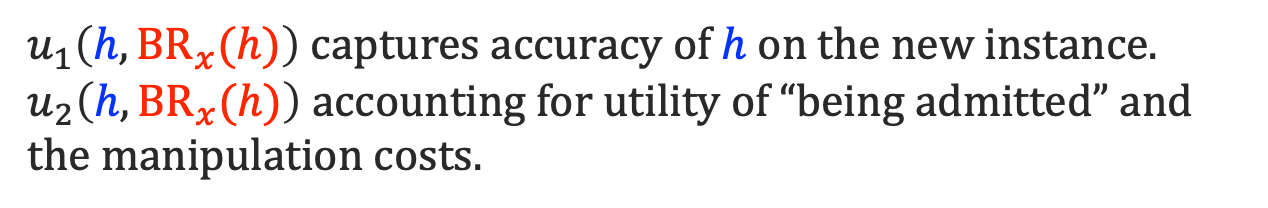 u₁(h, BRₓ(h)) captures accuracy of h on the new instance.
u₂(h, BRₓ(h)) accounting for utility of “being admitted” and
the manipulation costs.